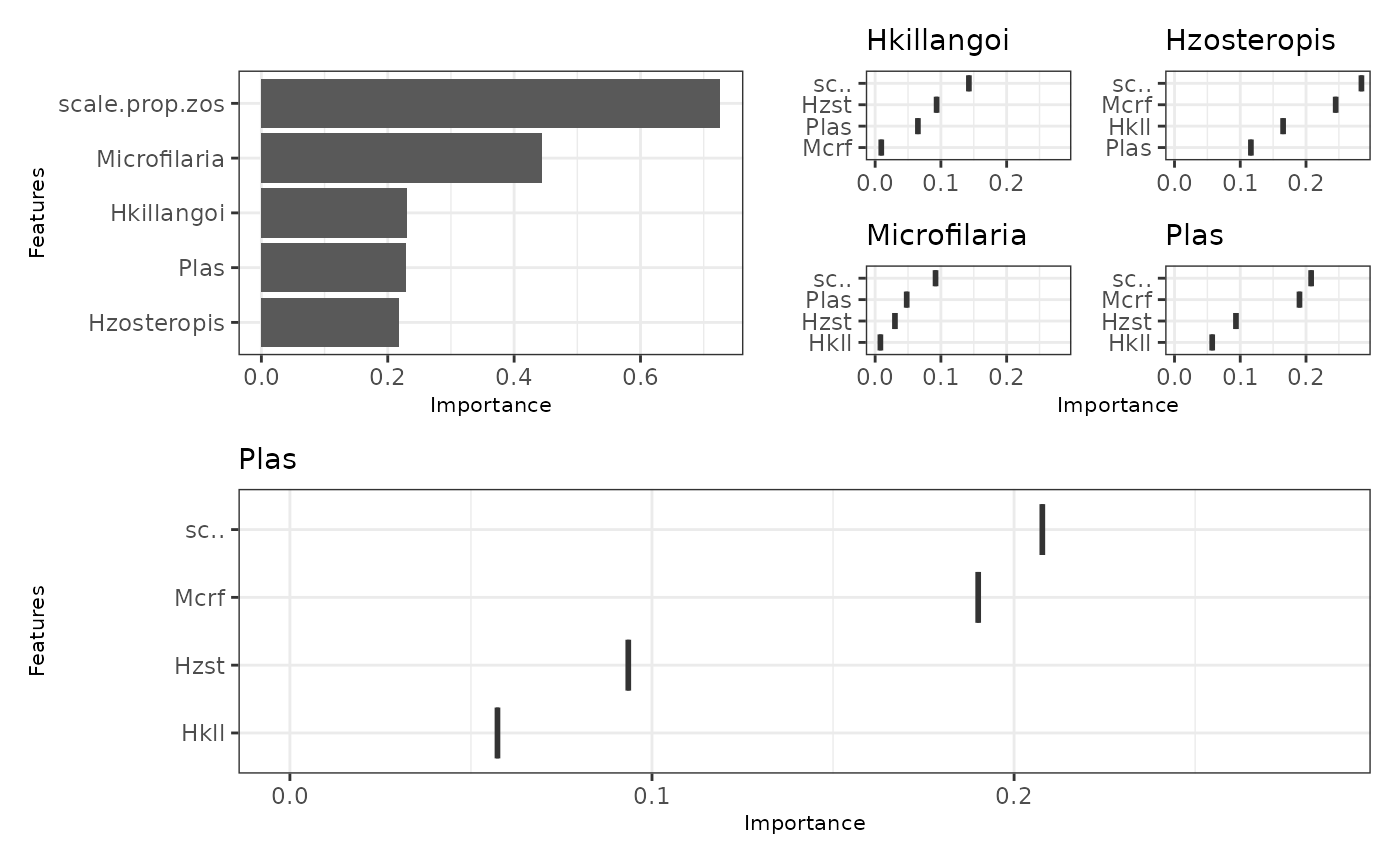 Features
scale.prop.zos
Microfilaria
Hkillangoi
Plas
Hzosteropis
0.0 0.2 0.4 0.6
Importance
Hkillangoi
sc..
Hzst
Plas
Mcrf
0.0 0.1 0.2
Hzosteropis
sc..
Mcrf
Hkll
Plas
0.0 0.1 0.2
Microfilaria
sc..
Plas
Hzst
Hkll
0.0 0.1 0.2
Plas
sc..
Mcrf
Hzst
Hkll
0.0 0.1 0.2
Importance
Plas
Features
sc..
Mcrf
Hzst
Hkll
0.0 0.1 0.2
Importance